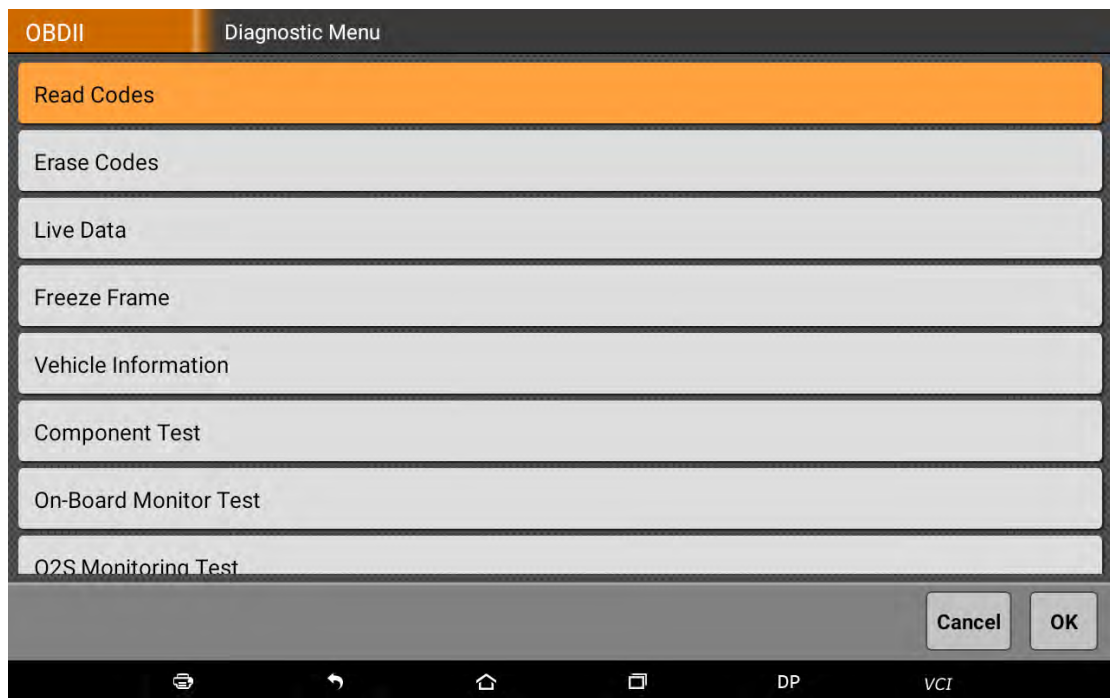 OBDII
Diagnostic Menu
Read Codes
Erase Codes
Live Data
Freeze Frame
Vehicle Information
Component Test
On-Board Monitor Test
O2S Monitoring Test
Cancel
OK
DP
VCI